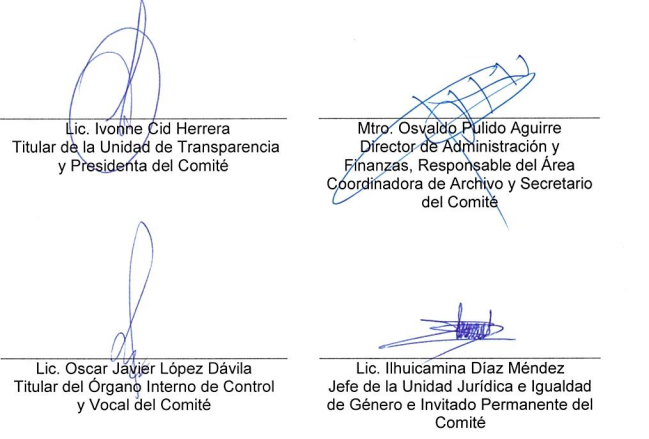 Lic. Ivonne Cid Herrera
Titular de la Unidad de Transparencia
y Presidenta del Comité
Mtro. Osvaldo Pulido Aguirre
Director de Administración y
Finanzas, Responsable del Área
Coordinadora de Archivo y Secretario
del Comité
Lic. Oscar Javier López Dávila
Titular del Órgano Interno de Control
y Vocal del Comité
Lic. Ilhuicamina Díaz Méndez
Jefe de la Unidad Jurídica e Igualdad
de Género e Invitado Permanente del
Comité